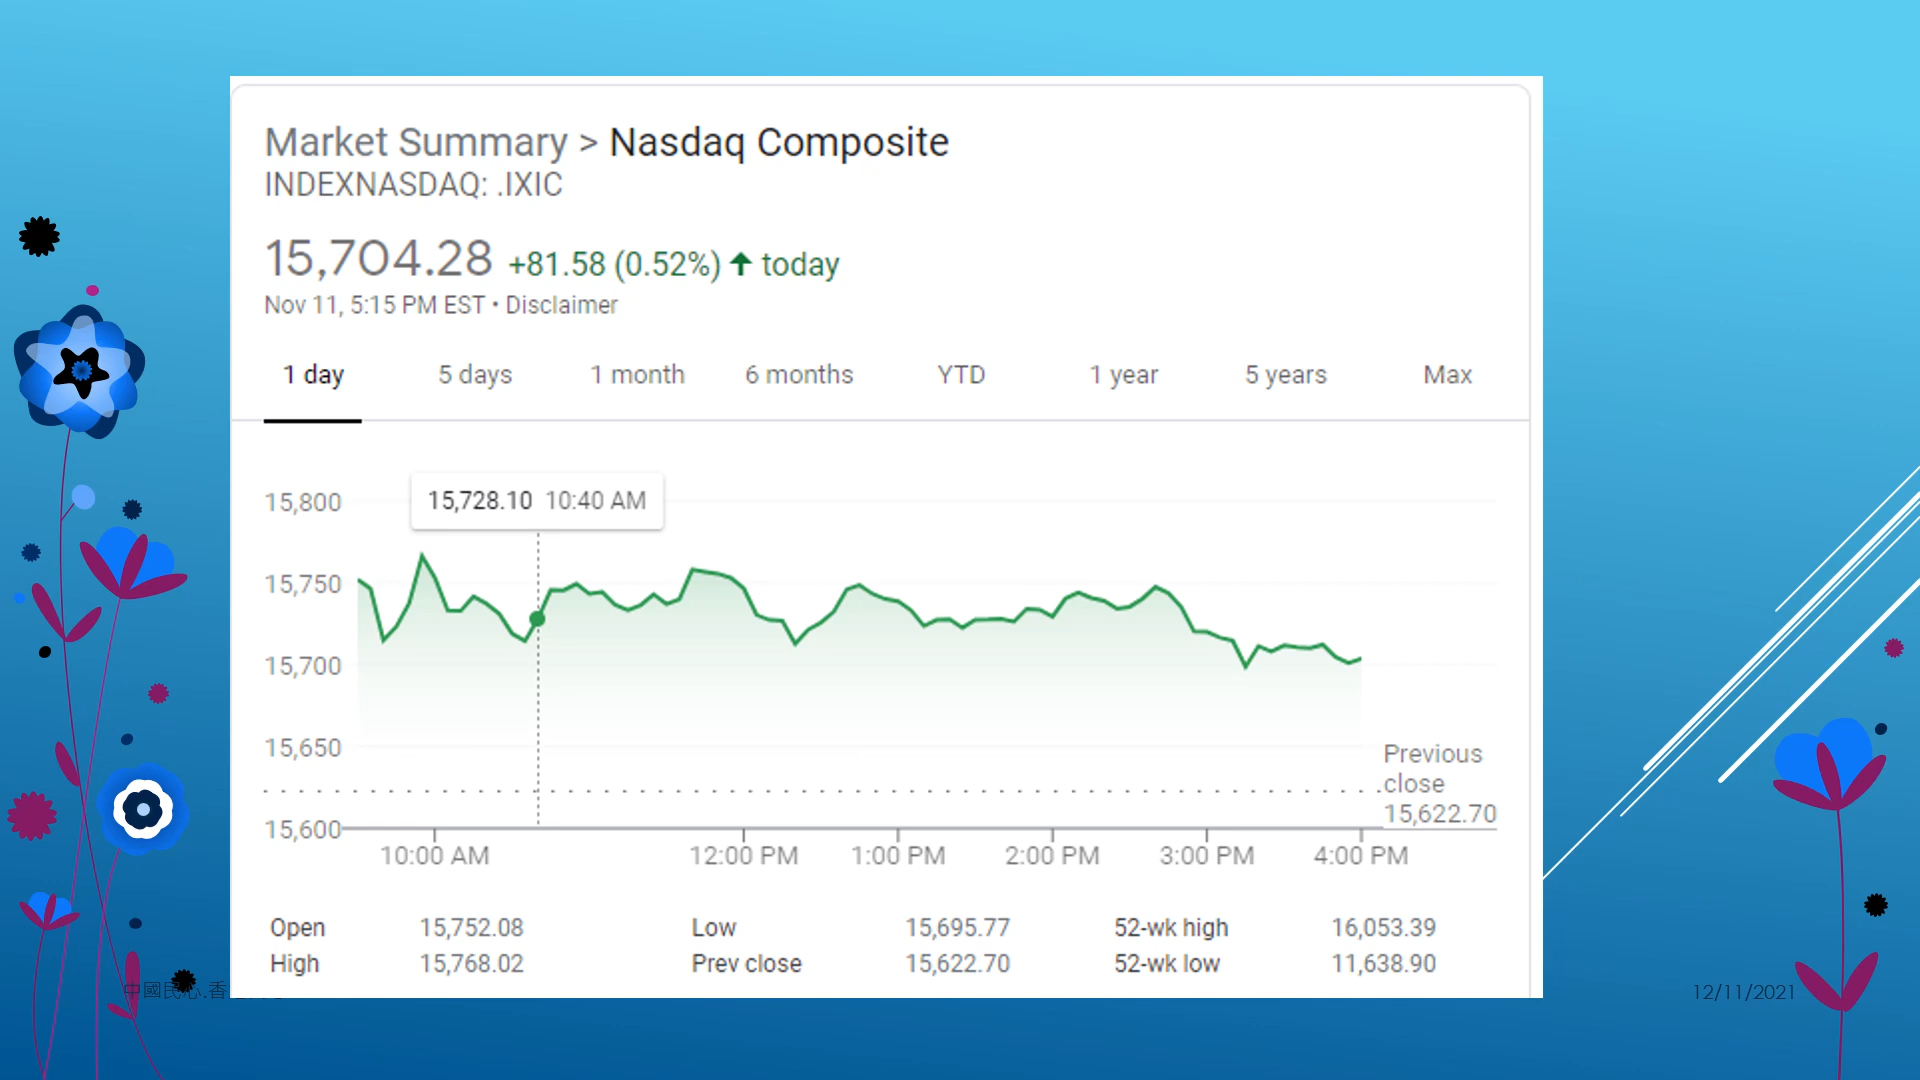 Market Summary > Nasdaq Composite
INDEXNASDAQ: .IXIC
15,704.28 +81.58 (0.52%) ↑ today
Nov 11, 5:15 PM EST • Disclaimer
1 day 5 days 1 month 6 months YTD 1 year 5 years Max
15,728.10 10:40 AM
15,800
15,750
15,700
15,650
15,600
Previous
close
15,622.70
10:00 AM 12:00 PM 1:00 PM 2:00 PM 3:00 PM 4:00 PM
Open 15,752.08 Low 15,695.77 52-wk high 16,053.39
High 15,768.02 Prev close 15,622.70 52-wk low 11,638.90
中國民心.香
12/11/2021